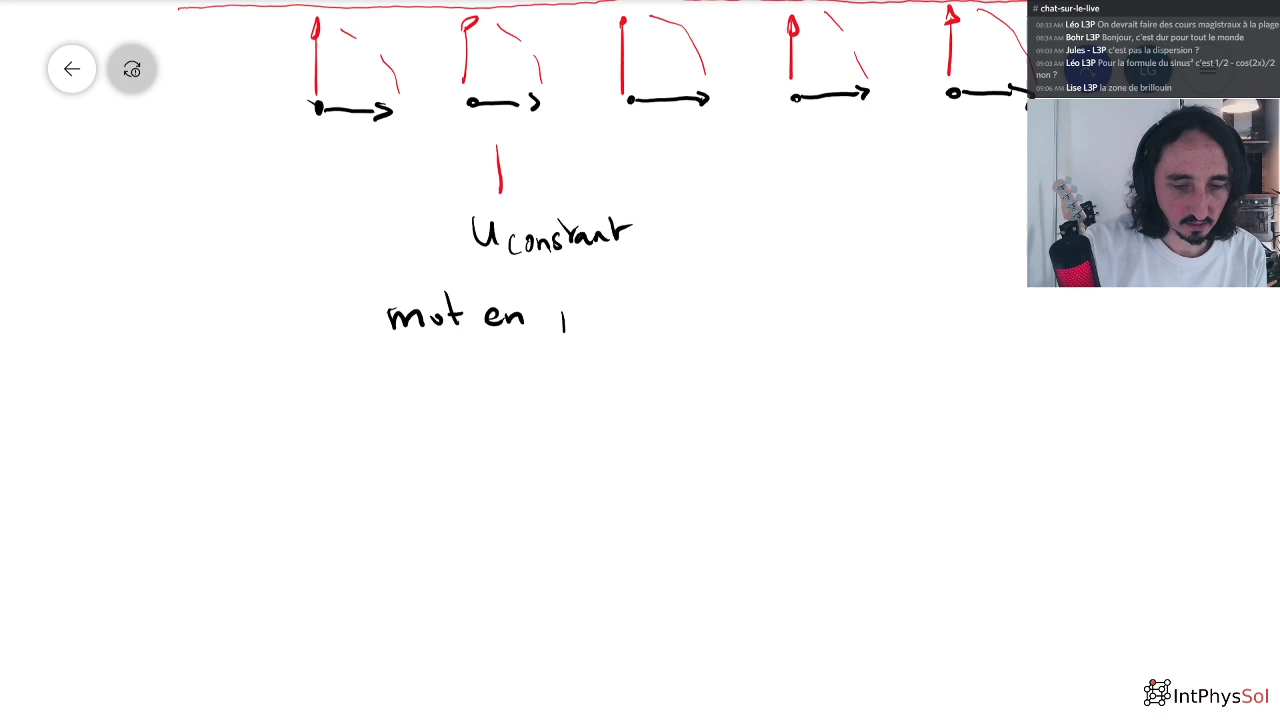 # chat-sur-le-live
08:33 AM Léo L3P On devrait faire des cours magistraux à la plage
08:34 AM Bohr L3P Bonjour, c'est dur pour tout le monde
09:03 AM Jules - L3P c'est pas la dispersion ?
09:03 AM Léo L3P Pour la formule du sinus² c'est 1/2 - cos(2x)/2
non ?
09:06 AM Lise L3P la zone de brillouin
LG
u constant
mvt en
IntPhysSol